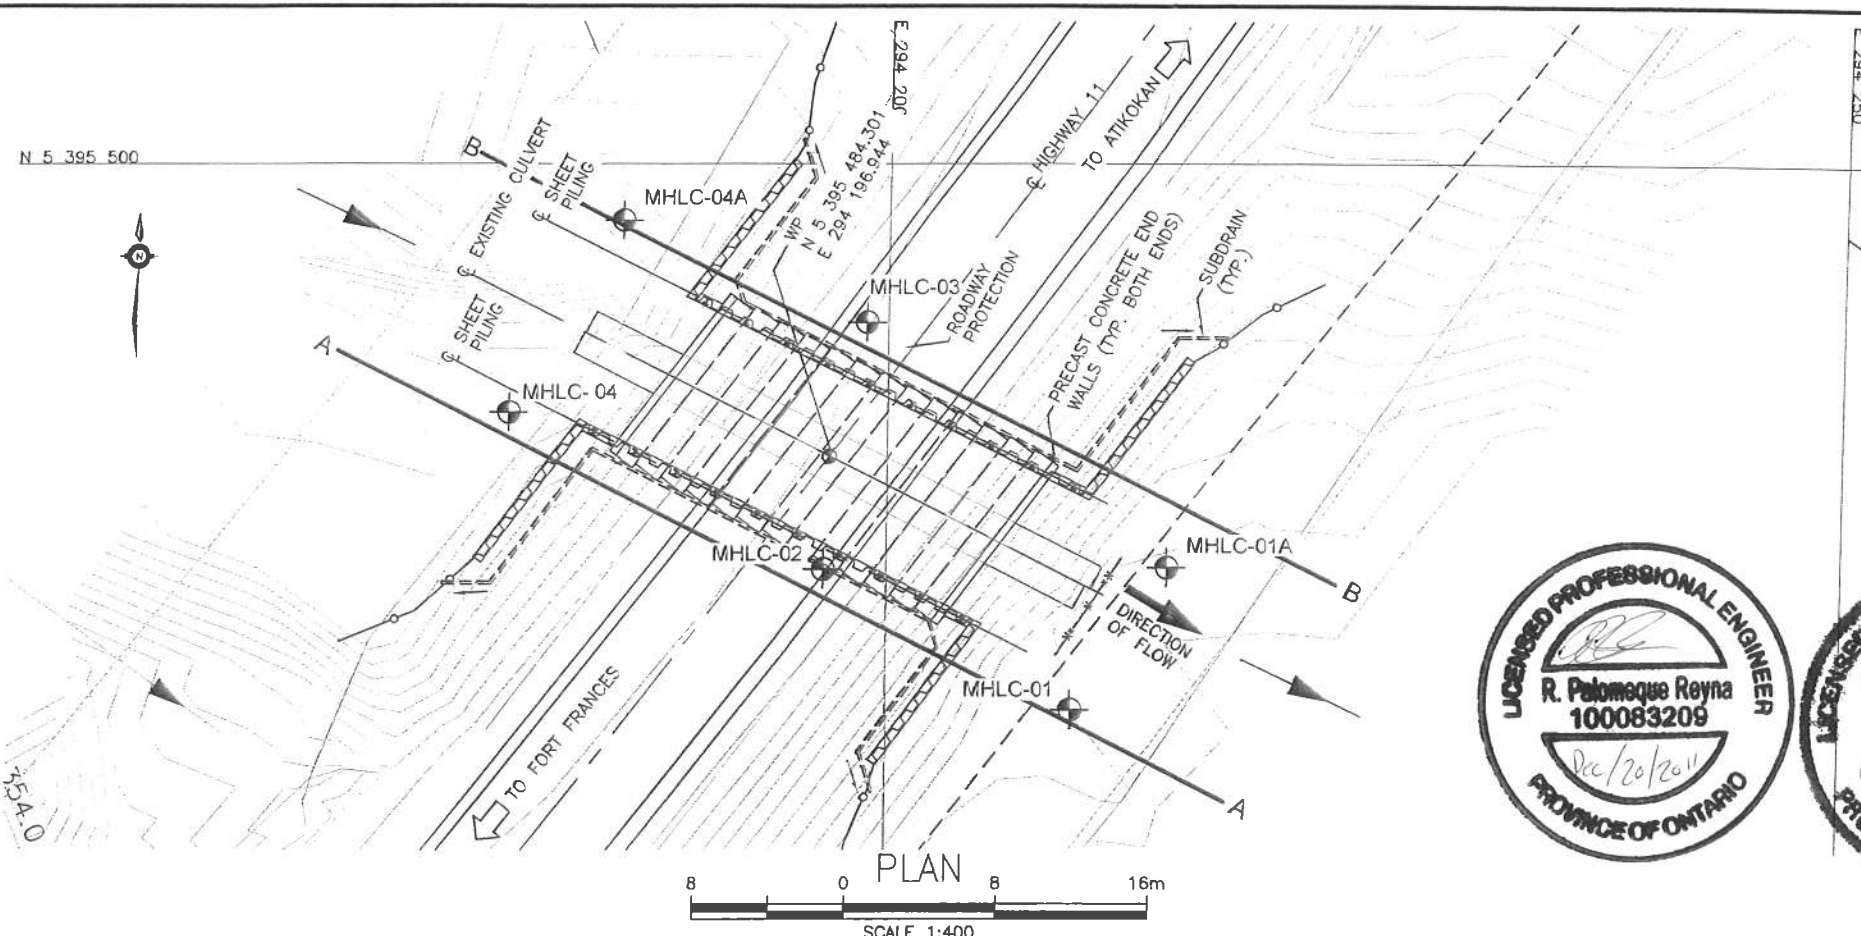 E 294 200
E 294 250
N 5 395 500
B
℄ EXISTING CULVERT
℄ SHEET
PILING
MHLC-04A
WP
N 5 395 484.301
E 294 196.944
℄ HIGHWAY 11
TO ATIKOKAN
MHLC-03
ROADWAY
PROTECTION
PRECAST CONCRETE END
WALLS (TYP. BOTH ENDS)
SUBDRAIN
(TYP.)
A
℄ SHEET
PILING
MHLC- 04
MHLC-02
MHLC-01A
B
DIRECTION
OF FLOW
MHLC-01
TO FORT FRANCES
A
354.0
N
LICENSED PROFESSIONAL ENGINEER
R. Palomeque Reyna
100083209
Dec/20/2011
PROVINCE OF ONTARIO
PLAN
8 0 8 16m
SCALE 1:400